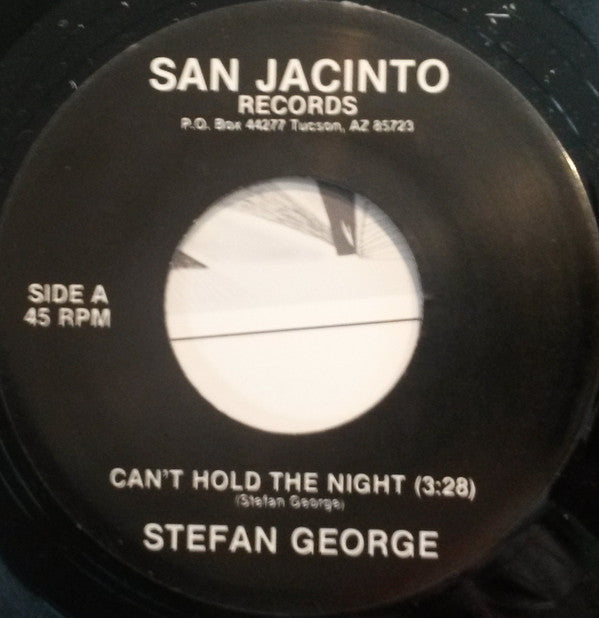 SAN JACINTO
RECORDS
P.O. Box 44277 Tucson, AZ 85723
SIDE A
45 RPM
CAN'T HOLD THE NIGHT (3:28)
(Stefan George)
STEFAN GEORGE